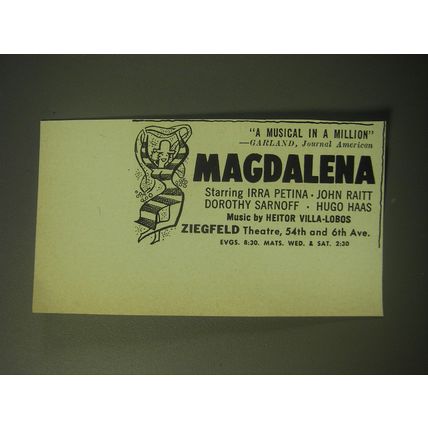 "A MUSICAL IN A MILLION"
—GARLAND, Journal American
MAGDALENA
Starring IRRA PETINA · JOHN RAITT
DOROTHY SARNOFF · HUGO HAAS
Music by HEITOR VILLA-LOBOS
ZIEGFELD Theatre, 54th and 6th Ave.
EVGS. 8:30. MATS. WED. & SAT. 2:30